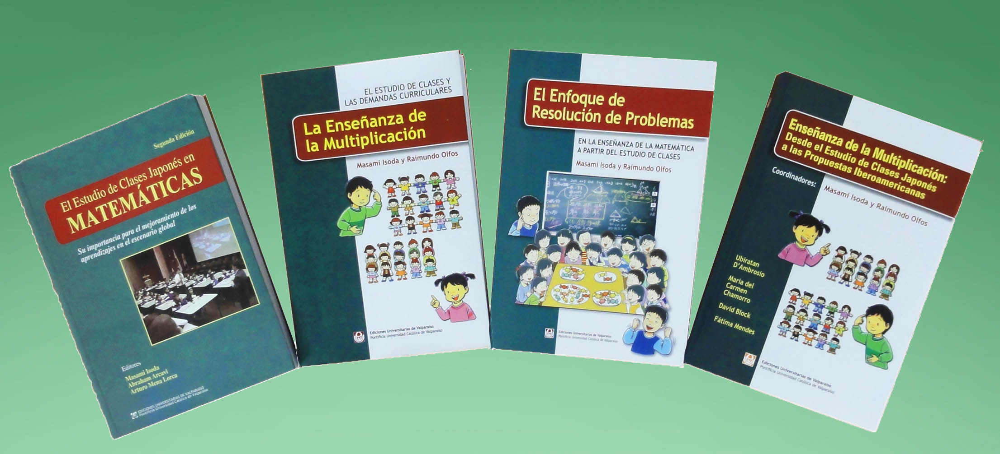 Segunda Edición
El Estudio de Clases Japonés en
MATEMÁTICAS
Su importancia para el mejoramiento de los
aprendizajes en el escenario global
Editores
Masami Isoda
Abraham Arcavi
Arturo Mena Lorca
EDICIONES UNIVERSITARIAS DE VALPARAÍSO
Pontificia Universidad Católica de Valparaíso
EL ESTUDIO DE CLASES Y
LAS DEMANDAS CURRICULARES
La Enseñanza de
la Multiplicación
Masami Isoda y Raimundo Olfos
Ediciones Universitarias de Valparaíso
Pontificia Universidad Católica de Valparaíso
El Enfoque de
Resolución de Problemas
EN LA ENSEÑANZA DE LA MATEMÁTICA
A PARTIR DEL ESTUDIO DE CLASES
Masami Isoda y Raimundo Olfos
Ediciones Universitarias de Valparaíso
Pontificia Universidad Católica de Valparaíso
Enseñanza de la Multiplicación:
Desde el Estudio de Clases Japonés
a las Propuestas Iberoamericanas
Coordinadores:
Masami Isoda y Raimundo Olfos
Ubiratan
D'Ambrosio
María del
Carmen
Chamorro
David Block
Fátima Mendes
Ediciones Universitarias de Valparaíso
Pontificia Universidad Católica de Valparaíso